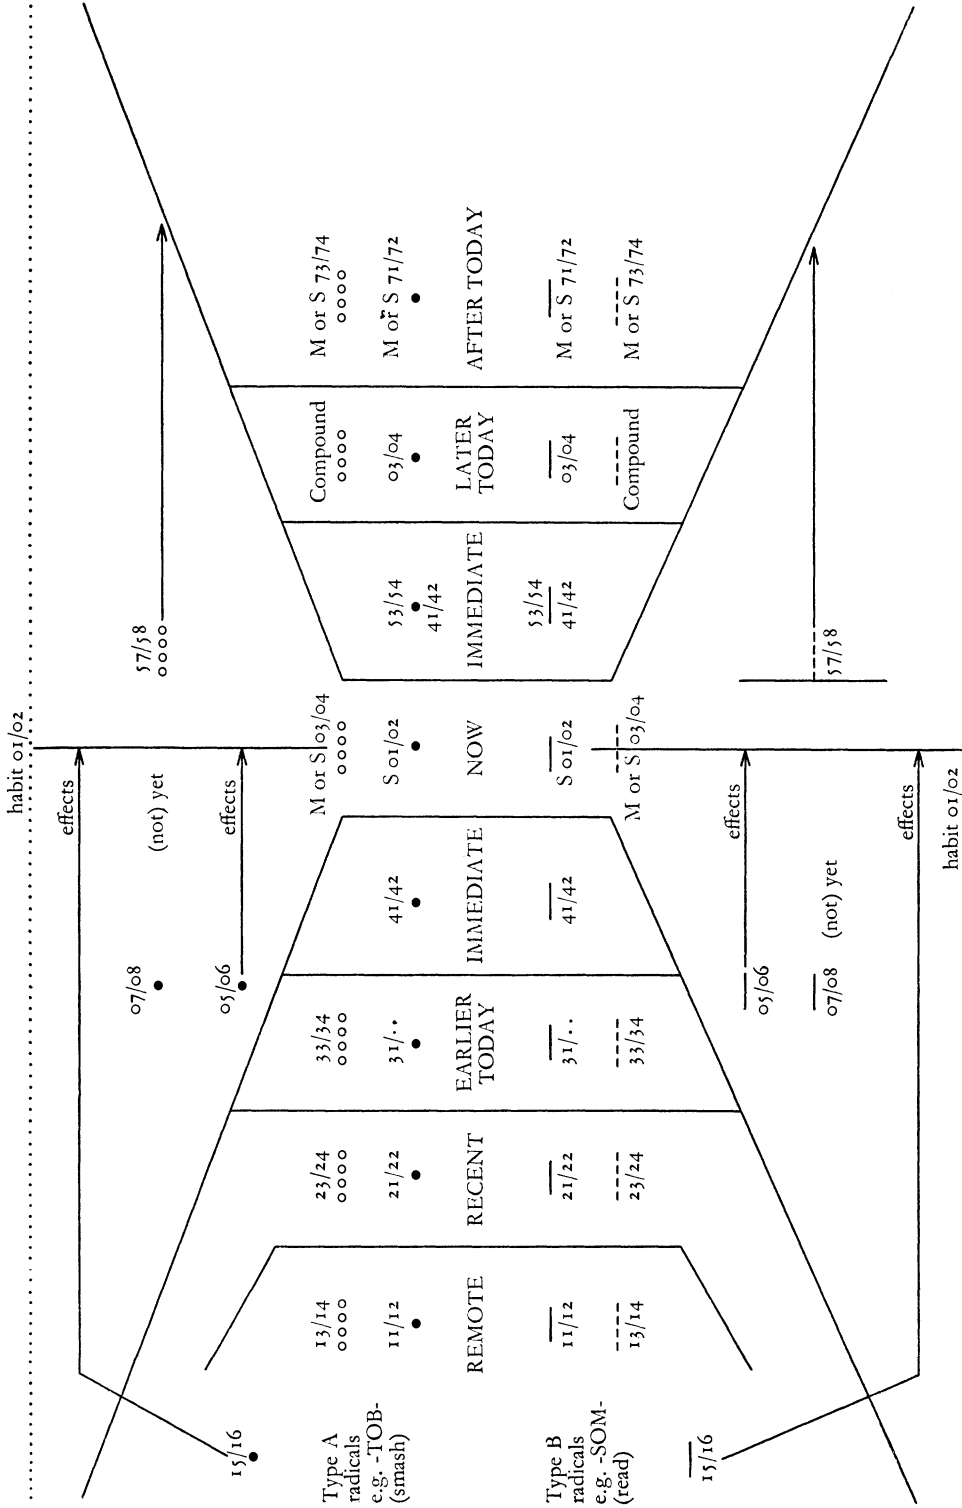 habit 01/02
effects
07/08 (not) yet 57/58
15/16 05/06 effects
Type A
radicals
e.g. -TOB-
(smash)
13/14 23/24 33/34 M or S 03/04 Compound M or S 73/74
11/12 21/22 31/.. 41/42 S 01/02 53/54 03/04 M or S 71/72
41/42
REMOTE RECENT EARLIER
TODAY IMMEDIATE NOW IMMEDIATE LATER
TODAY AFTER TODAY
Type B
radicals
e.g. -SOM-
(read)
53/54
11/12 21/22 31/.. 41/42 S 01/02 41/42 03/04 M or S 71/72
13/14 23/24 33/34 M or S 03/04 Compound M or S 73/74
15/16 05/06 effects
07/08 (not) yet 57/58
effects
habit 01/02